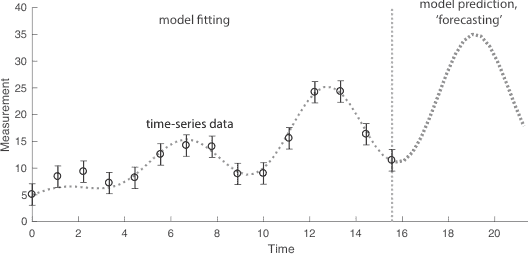 model fitting
model prediction,
'forecasting'
time-series data
Measurement
40
35
30
25
20
15
10
5
0
0 2 4 6 8 10 12 14 16 18 20
Time